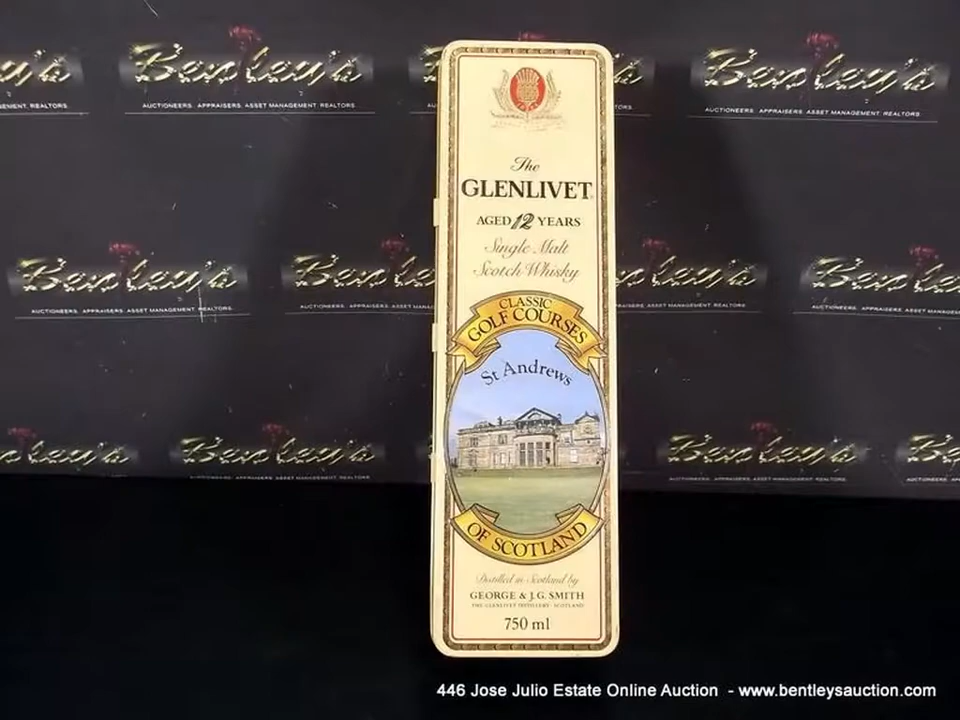 Bentley's
AUCTIONEERS. APPRAISERS. ASSET MANAGEMENT. REALTORS
The
GLENLIVET
AGED 12 YEARS
Single Malt
Scotch Whisky
CLASSIC
GOLF COURSES
St Andrews
OF SCOTLAND
Distilled in Scotland by
GEORGE & J.G. SMITH
THE GLENLIVET DISTILLERY · SCOTLAND
750 ml
446 Jose Julio Estate Online Auction - www.bentleysauction.com